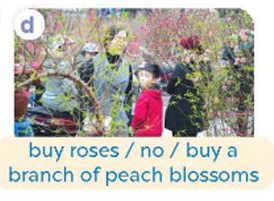 d
buy roses / no / buy a
branch of peach blossoms